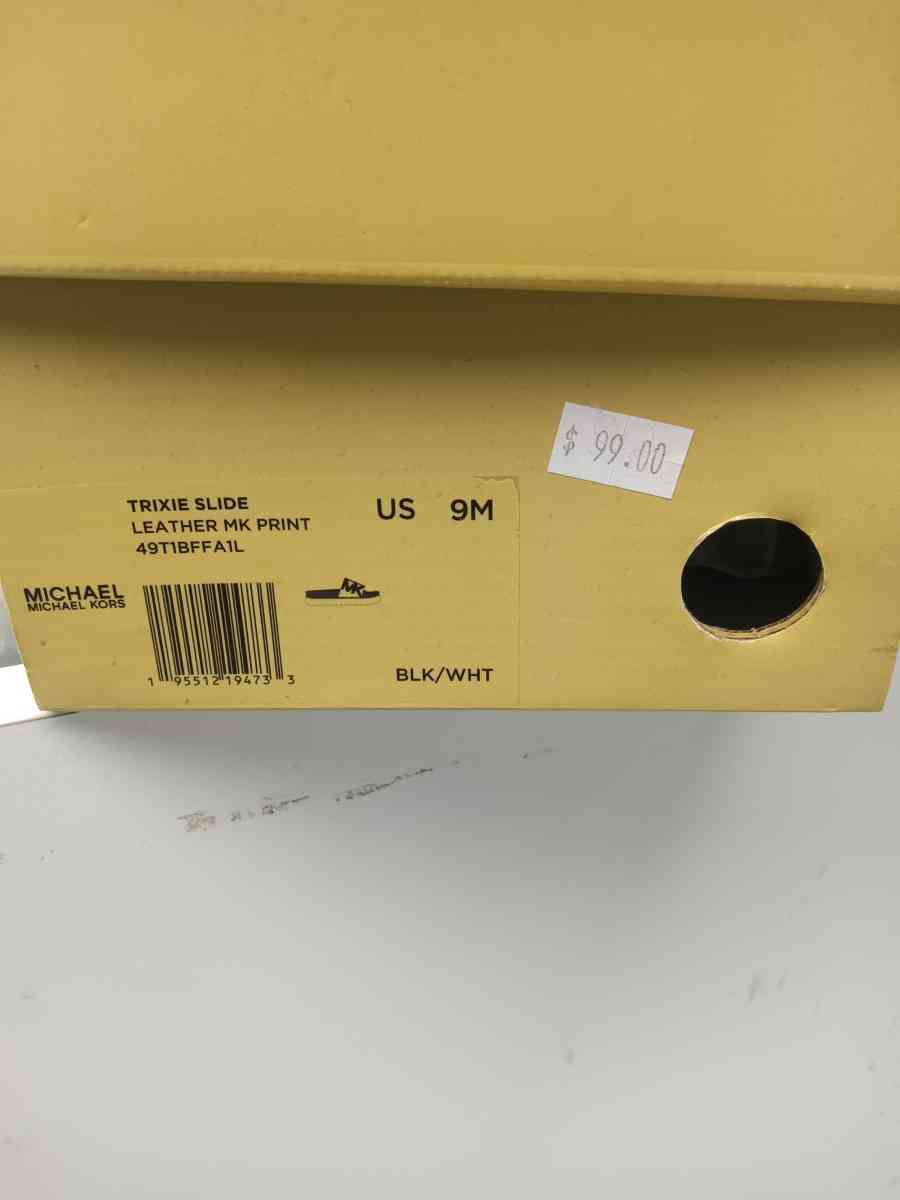 $ 99.00
TRIXIE SLIDE
LEATHER MK PRINT
49T1BFFA1L
US 9M
MICHAEL
MICHAEL KORS
MK
1 95512 19473 3
BLK/WHT